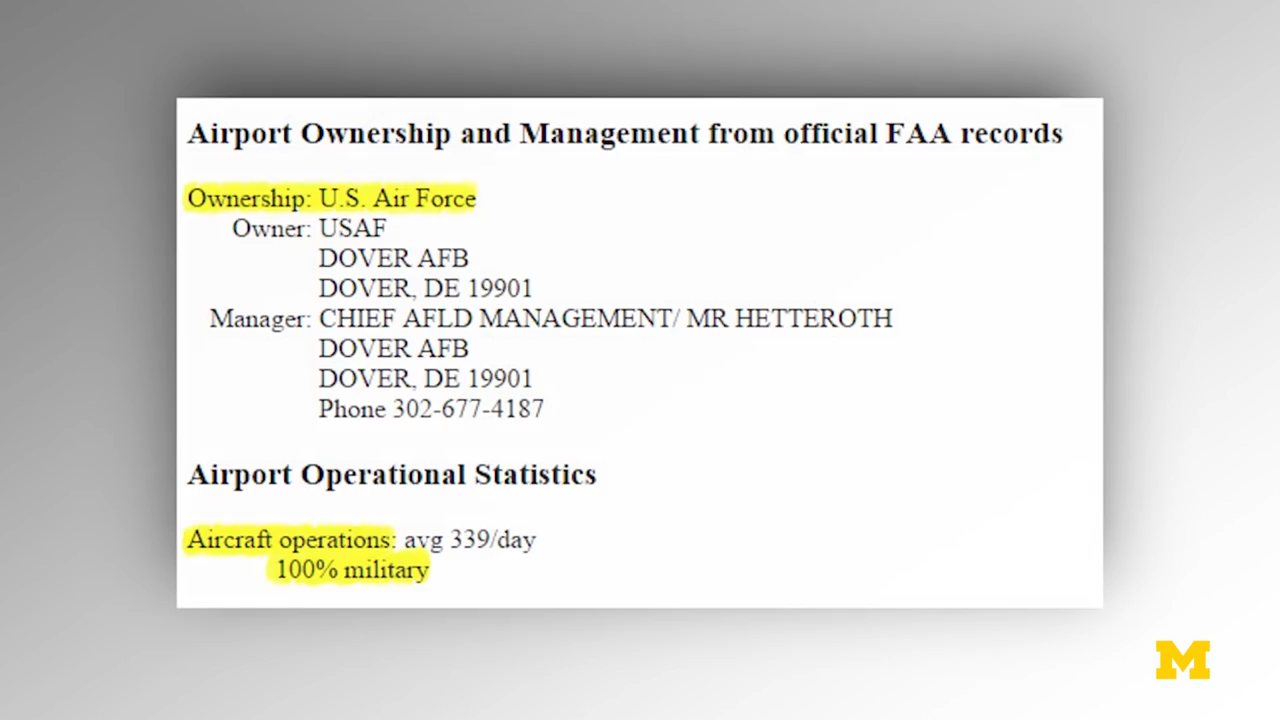 Airport Ownership and Management from official FAA records
Ownership: U.S. Air Force
Owner: USAF
DOVER AFB
DOVER, DE 19901
Manager: CHIEF AFLD MANAGEMENT/ MR HETTEROTH
DOVER AFB
DOVER, DE 19901
Phone 302-677-4187
Airport Operational Statistics
Aircraft operations: avg 339/day
100% military
M